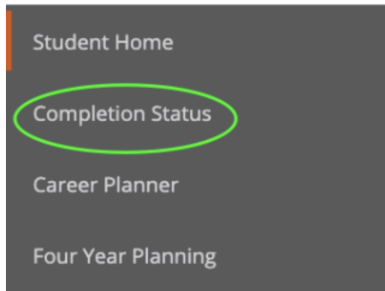 Student Home
Completion Status
Career Planner
Four Year Planning